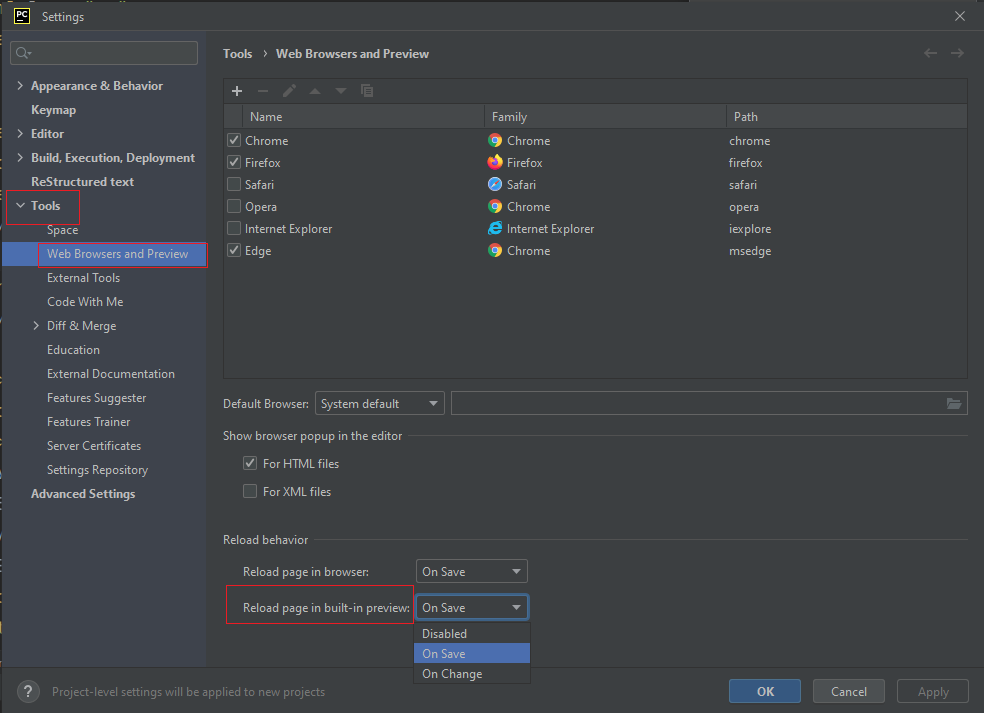 PC Settings
Tools › Web Browsers and Preview
Appearance & Behavior
Keymap
Editor
Build, Execution, Deployment
ReStructured text
Tools
Space
Web Browsers and Preview
External Tools
Code With Me
Diff & Merge
Education
External Documentation
Features Suggester
Features Trainer
Server Certificates
Settings Repository
Advanced Settings
Name Family Path
Chrome Chrome chrome
Firefox Firefox firefox
Safari Safari safari
Opera Chrome opera
Internet Explorer Internet Explorer iexplore
Edge Chrome msedge
Default Browser: System default
Show browser popup in the editor
For HTML files
For XML files
Reload behavior
Reload page in browser: On Save
Reload page in built-in preview: On Save
Disabled
On Save
On Change
? Project-level settings will be applied to new projects
OK Cancel Apply